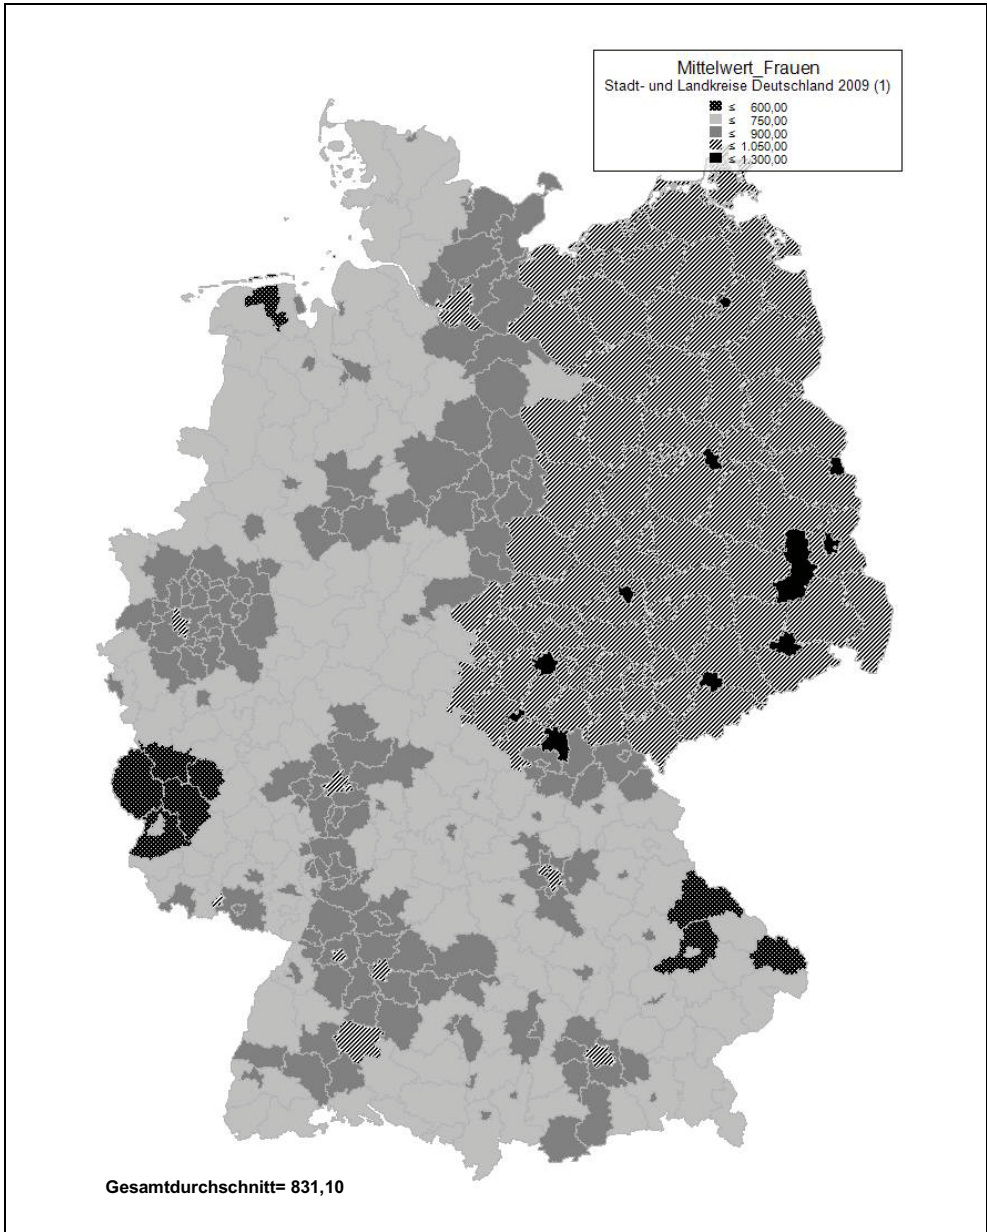 Mittelwert_Frauen
Stadt- und Landkreise Deutschland 2009 (1)
≤ 600,00
≤ 750,00
≤ 900,00
≤ 1.050,00
≤ 1.300,00
Gesamtdurchschnitt= 831,10